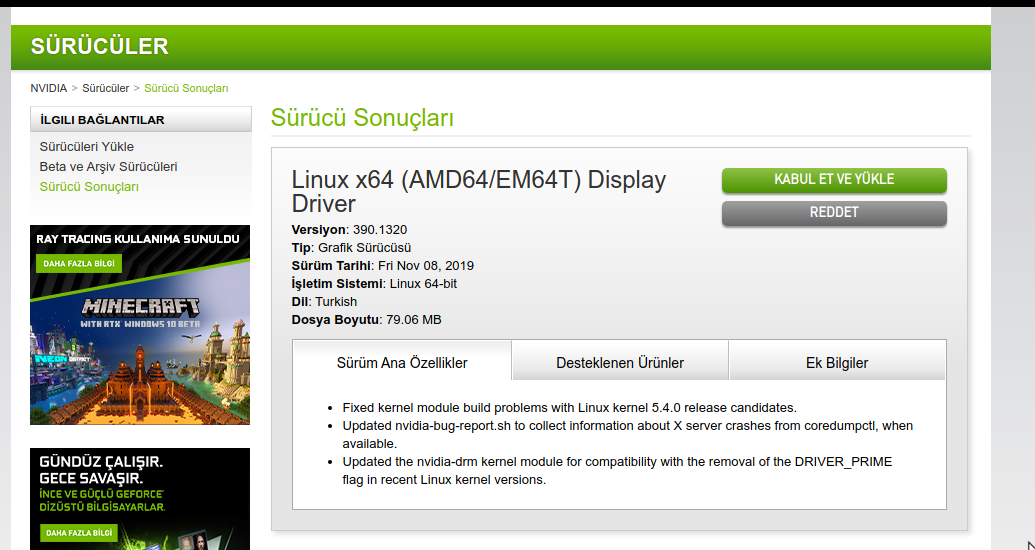 SÜRÜCÜLER
NVIDIA > Sürücüler > Sürücü Sonuçları
İLGILI BAĞLANTILAR
Sürücüleri Yükle
Beta ve Arşiv Sürücüleri
Sürücü Sonuçları
RAY TRACING KULLANIMA SUNULDU
DAHA FAZLA BİLGİ
MINECRAFT
WITH RTX WINDOWS 10 BETA
NEON DISTRICT
GÜNDÜZ ÇALIŞIR.
GECE SAVAŞIR.
İNCE VE GÜÇLÜ GEFORCE
DİZÜSTÜ BİLGİSAYARLAR.
DAHA FAZLA BİLGİ
Sürücü Sonuçları
Linux x64 (AMD64/EM64T) Display
Driver
Versiyon: 390.1320
Tip: Grafik Sürücüsü
Sürüm Tarihi: Fri Nov 08, 2019
İşletim Sistemi: Linux 64-bit
Dil: Turkish
Dosya Boyutu: 79.06 MB
KABUL ET VE YÜKLE
REDDET
Sürüm Ana Özellikler
Desteklenen Ürünler
Ek Bilgiler
• Fixed kernel module build problems with Linux kernel 5.4.0 release candidates.
• Updated nvidia-bug-report.sh to collect information about X server crashes from coredumpctl, when
available.
• Updated the nvidia-drm kernel module for compatibility with the removal of the DRIVER_PRIME
flag in recent Linux kernel versions.